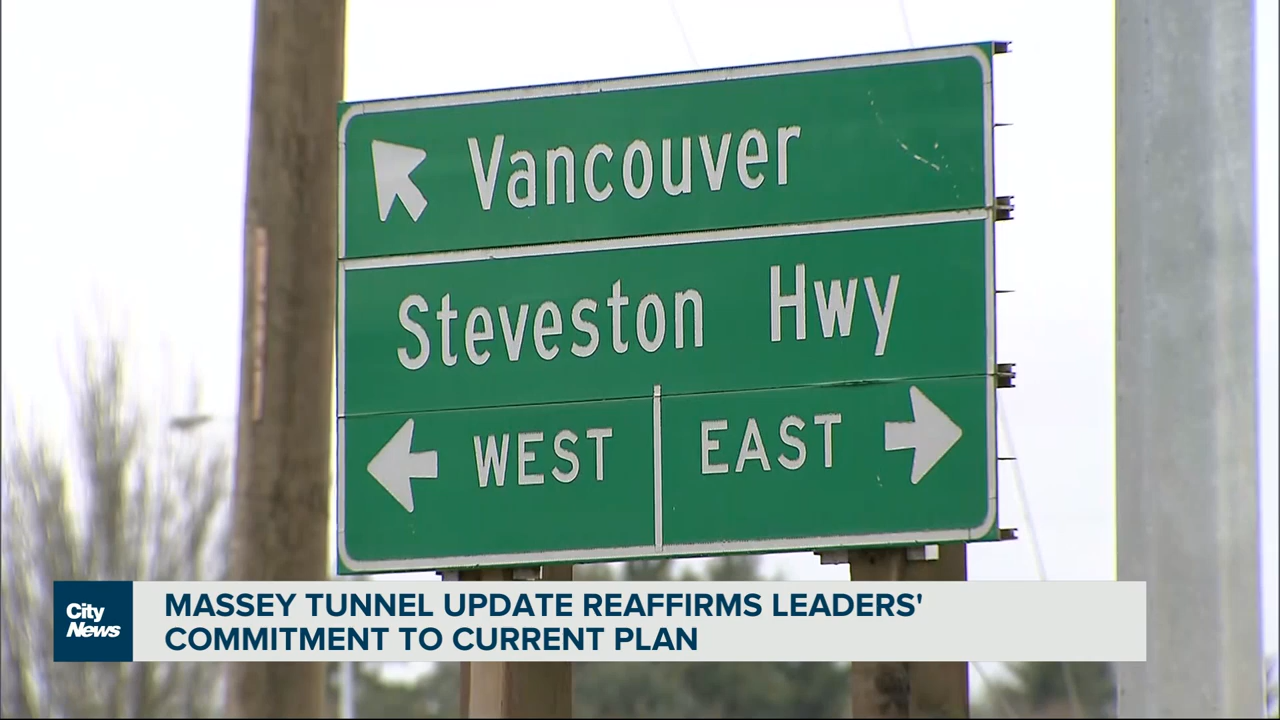 Vancouver
Steveston Hwy
WEST EAST
City
News
MASSEY TUNNEL UPDATE REAFFIRMS LEADERS'
COMMITMENT TO CURRENT PLAN